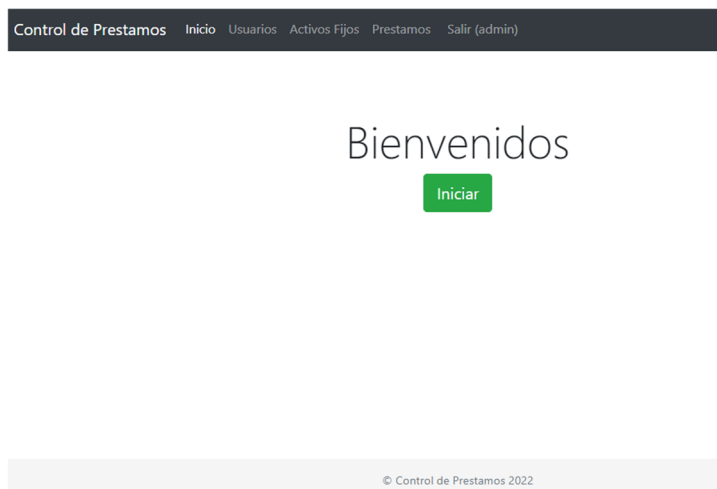 Control de Prestamos Inicio Usuarios Activos Fijos Prestamos Salir (admin)
Bienvenidos
Iniciar
© Control de Prestamos 2022